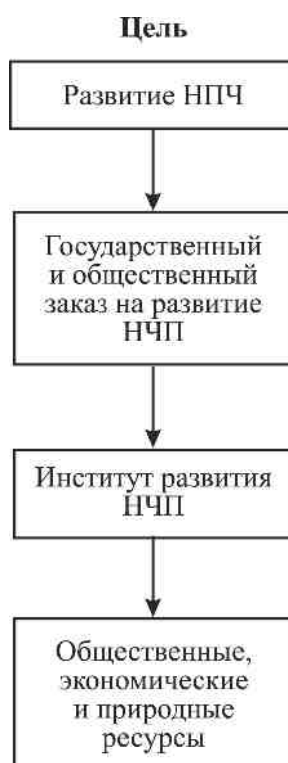 Цель
Развитие НПЧ
Государственный
и общественный
заказ на развитие
НЧП
Институт развития
НЧП
Общественные,
экономические
и природные
ресурсы